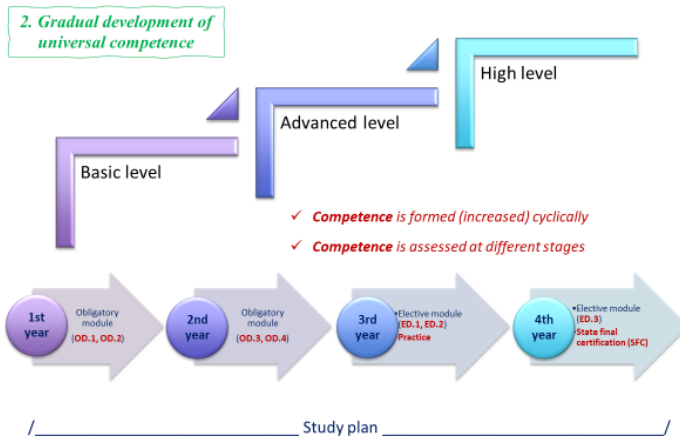 2. Gradual development of
universal competence
High level
Advanced level
Basic level
✓ Competence is formed (increased) cyclically
✓ Competence is assessed at different stages
1st
year
Obligatory
module
(OD.1, OD.2)
2nd
year
Obligatory
module
(OD.3, OD.4)
3rd
year
•Elective module
(ED.1, ED.2)
•Practice
4th
year
•Elective module
(ED.3)
•State final
certification (SFC)
/____________________________ Study plan ______________________________/